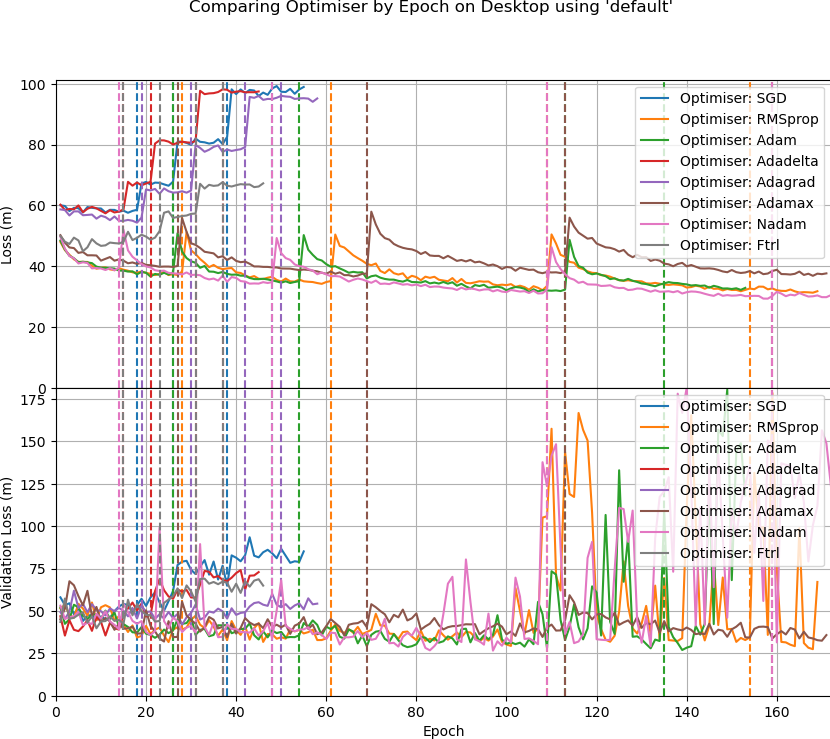 Comparing Optimiser by Epoch on Desktop using 'default'
Loss (m)
100
80
60
40
20
0
Optimiser: SGD
Optimiser: RMSprop
Optimiser: Adam
Optimiser: Adadelta
Optimiser: Adagrad
Optimiser: Adamax
Optimiser: Nadam
Optimiser: Ftrl
Validation Loss (m)
175
150
125
100
75
50
25
0
Optimiser: SGD
Optimiser: RMSprop
Optimiser: Adam
Optimiser: Adadelta
Optimiser: Adagrad
Optimiser: Adamax
Optimiser: Nadam
Optimiser: Ftrl
0 20 40 60 80 100 120 140 160
Epoch